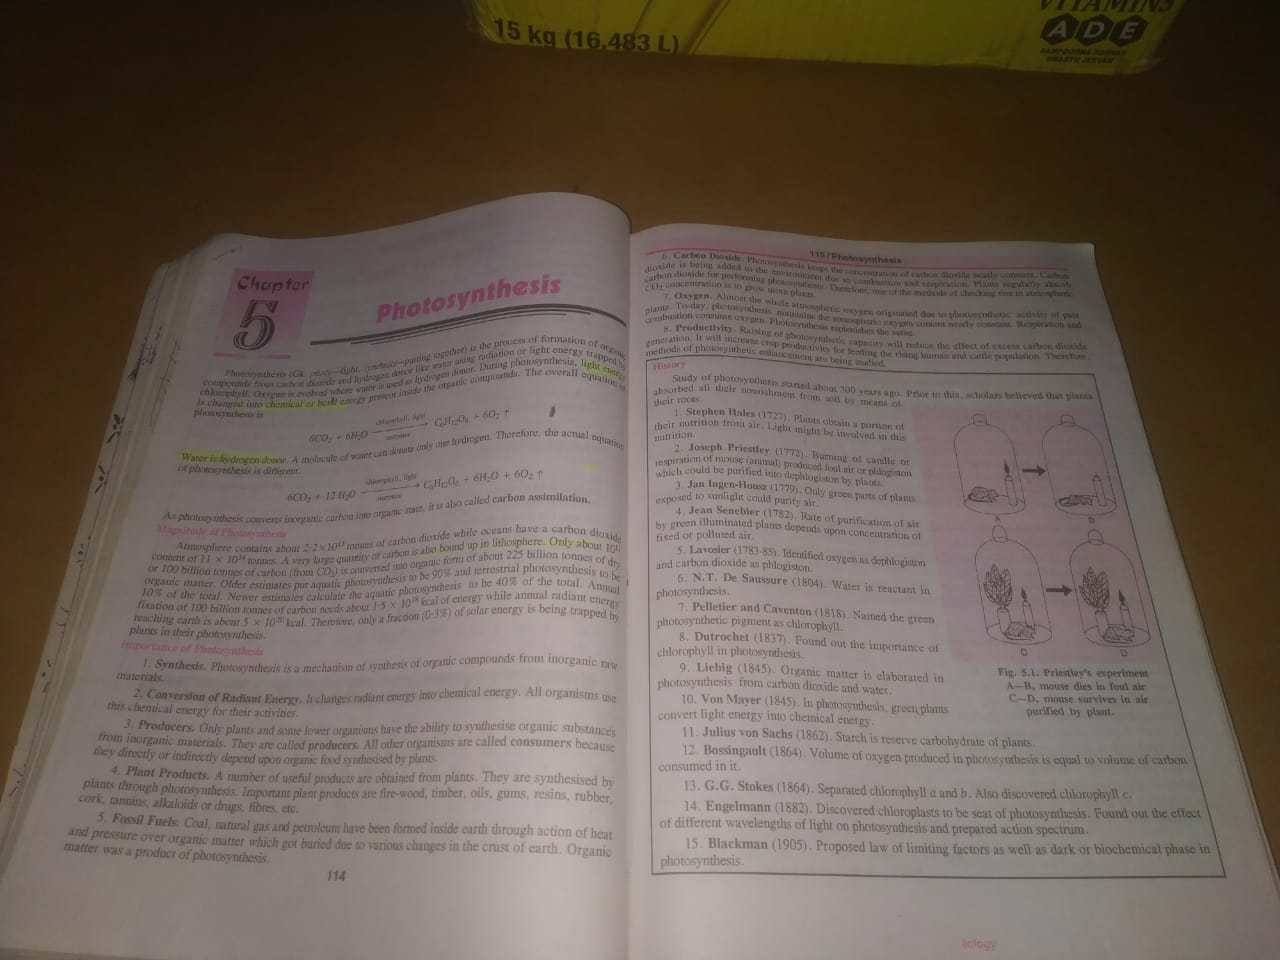 VITAMINS
A D E
SAMPOORNA POSHAN
SWASTH JEEVAN
15 kg (16.483 L)
Chapter
5
Photosynthesis
Photosynthesis (Gk. photo—light, synthesis—putting together) is the process of formation of organic
compounds from carbon dioxide and hydrogen donor like water using radiation or light energy trapped by
chlorophyll. Oxygen is evolved where water is used as hydrogen donor. During photosynthesis, light energy
is changed into chemical or bond energy present inside the organic compounds. The overall equation of
photosynthesis is
chlorophyll, light
6CO₂ + 6H₂O → C₆H₁₂O₆ + 6O₂ ↑
enzymes
Water is hydrogen donor. A molecule of water can donate only one hydrogen. Therefore, the actual equation
of photosynthesis is different.
chlorophyll, light
6CO₂ + 12 H₂O → C₆H₁₂O₆ + 6H₂O + 6O₂ ↑
enzymes
As photosynthesis converts inorganic carbon into organic state, it is also called carbon assimilation.
Magnitude of Photosynthesis
Atmosphere contains about 2·2×10 tonnes of carbon dioxide while oceans have a carbon dioxide
content of 11 × 10 tonnes. A very large quantity of carbon is also bound up in lithosphere. Only about 10¹¹
or 100 billion tonnes of carbon (from CO₂) is converted into organic form of about 225 billion tonnes of dry
organic matter. Older estimates put aquatic photosynthesis to be 90% and terrestrial photosynthesis to be
10% of the total. Newer estimates calculate the aquatic photosynthesis to be 40% of the total. Annual
fixation of 100 billion tonnes of carbon needs about 1·5 × 10¹⁸ kcal of energy while annual radiant energy
reaching earth is about 5 × 10²⁰ kcal. Therefore, only a fraction (0·3%) of solar energy is being trapped by
plants in their photosynthesis.
Importance of Photosynthesis
1. Synthesis. Photosynthesis is a mechanism of synthesis of organic compounds from inorganic raw
materials.
2. Conversion of Radiant Energy. It changes radiant energy into chemical energy. All organisms use
this chemical energy for their activities.
3. Producers. Only plants and some lower organisms have the ability to synthesise organic substances
from inorganic materials. They are called producers. All other organisms are called consumers because
they directly or indirectly depend upon organic food synthesised by plants.
4. Plant Products. A number of useful products are obtained from plants. They are synthesised by
plants through photosynthesis. Important plant products are fire-wood, timber, oils, gums, resins, rubber,
cork, tannins, alkaloids or drugs, fibres, etc.
5. Fossil Fuels. Coal, natural gas and petroleum have been formed inside earth through action of heat
and pressure over organic matter which got buried due to various changes in the crust of earth. Organic
matter was a product of photosynthesis.
114
115/Photosynthesis
6. Carbon Dioxide. Photosynthesis keeps the concentration of carbon dioxide nearly constant. Carbon
dioxide is being added to the environment due to combustion and respiration. Plants regularly absorb
carbon dioxide for performing photosynthesis. Therefore, one of the methods of checking rise in atmospheric
CO₂ concentration is to grow more plants.
7. Oxygen. Almost the whole atmospheric oxygen originated due to photosynthetic activity of past
plants. To-day, photosynthesis maintains the atmospheric oxygen content nearly constant. Respiration and
combustion consume oxygen. Photosynthesis replenishes the same.
8. Productivity. Raising of photosynthetic capacity will reduce the effect of excess carbon dioxide
generation. It will increase crop productivity for feeding the rising human and cattle population. Therefore,
methods of photosynthetic enhancement are being studied.
History
Study of photosynthesis started about 300 years ago. Prior to this, scholars believed that plants
absorbed all their nourishment from soil by means of
their roots.
1. Stephen Hales (1727). Plants obtain a portion of
their nutrition from air. Light might be involved in this
nutrition.
2. Joseph Priestley (1772). Burning of candle or
respiration of mouse (animal) produced foul air or phlogiston
which could be purified into dephlogiston by plants.
3. Jan Ingen-Housz (1779). Only green parts of plants
exposed to sunlight could purify air.
4. Jean Senebier (1782). Rate of purification of air
by green illuminated plants depends upon concentration of
fixed or polluted air.
5. Lavosier (1783-85). Identified oxygen as dephlogiston
and carbon dioxide as phlogiston.
6. N.T. De Saussure (1804). Water is reactant in
photosynthesis.
7. Pelletier and Caventon (1818). Named the green
photosynthetic pigment as chlorophyll.
8. Dutrochet (1837). Found out the importance of
chlorophyll in photosynthesis.
9. Liebig (1845). Organic matter is elaborated in
photosynthesis from carbon dioxide and water.
10. Von Mayer (1845). In photosynthesis, green plants
convert light energy into chemical energy.
A
B
C
D
Fig. 5.1. Priestley's experiment
A—B, mouse dies in foul air
C—D, mouse survives in air
purified by plant.
11. Julius von Sachs (1862). Starch is reserve carbohydrate of plants.
12. Bossingault (1864). Volume of oxygen produced in photosynthesis is equal to volume of carbon
consumed in it.
13. G.G. Stokes (1864). Separated chlorophyll a and b. Also discovered chlorophyll c.
14. Engelmann (1882). Discovered chloroplasts to be seat of photosynthesis. Found out the effect
of different wavelengths of light on photosynthesis and prepared action spectrum.
15. Blackman (1905). Proposed law of limiting factors as well as dark or biochemical phase in
photosynthesis.
iology